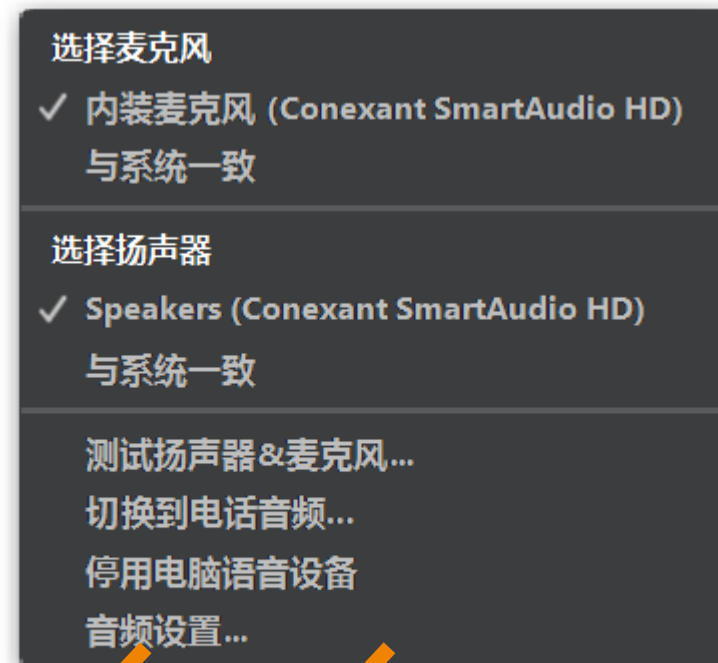 选择麦克风
内装麦克风 (Conexant SmartAudio HD)
与系统一致
选择扬声器
Speakers (Conexant SmartAudio HD)
与系统一致
测试扬声器&麦克风...
切换到电话音频...
停用电脑语音设备
音频设置...